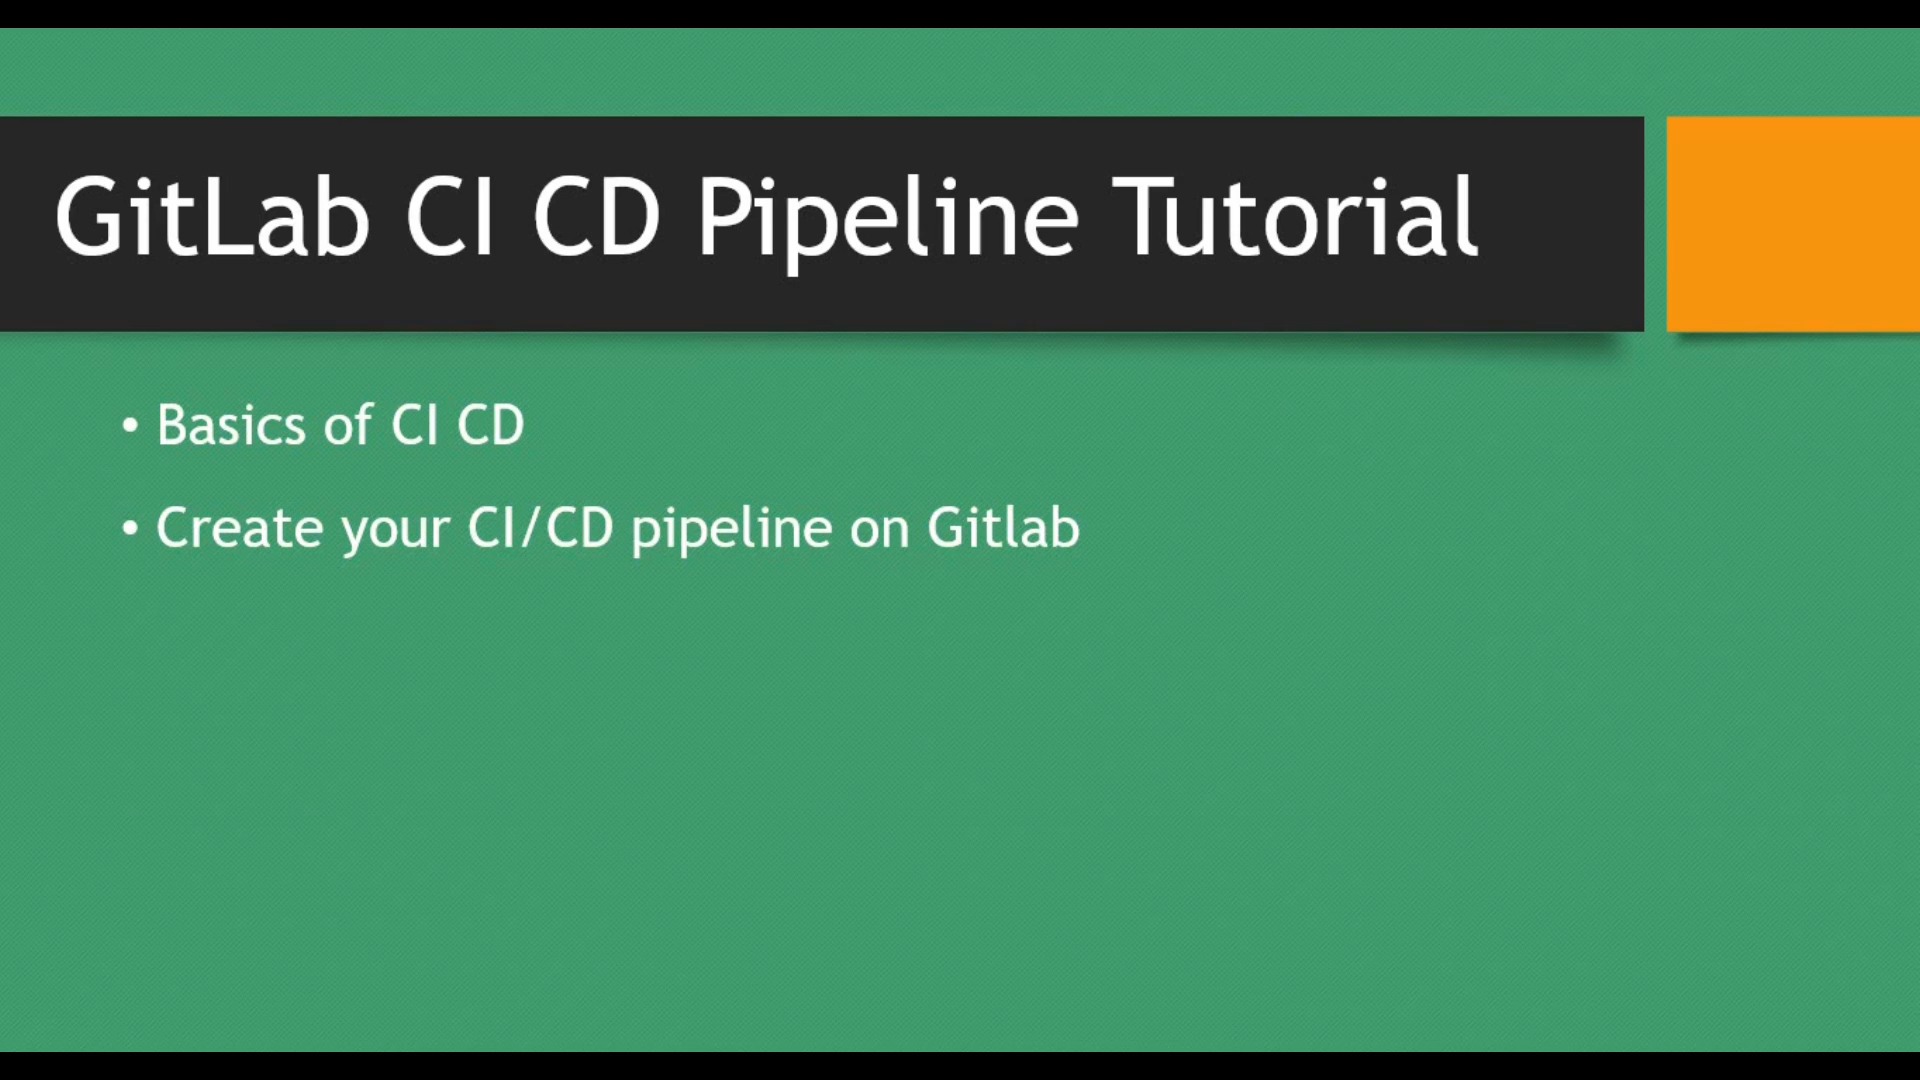 GitLab CI CD Pipeline Tutorial
• Basics of CI CD
• Create your CI/CD pipeline on Gitlab